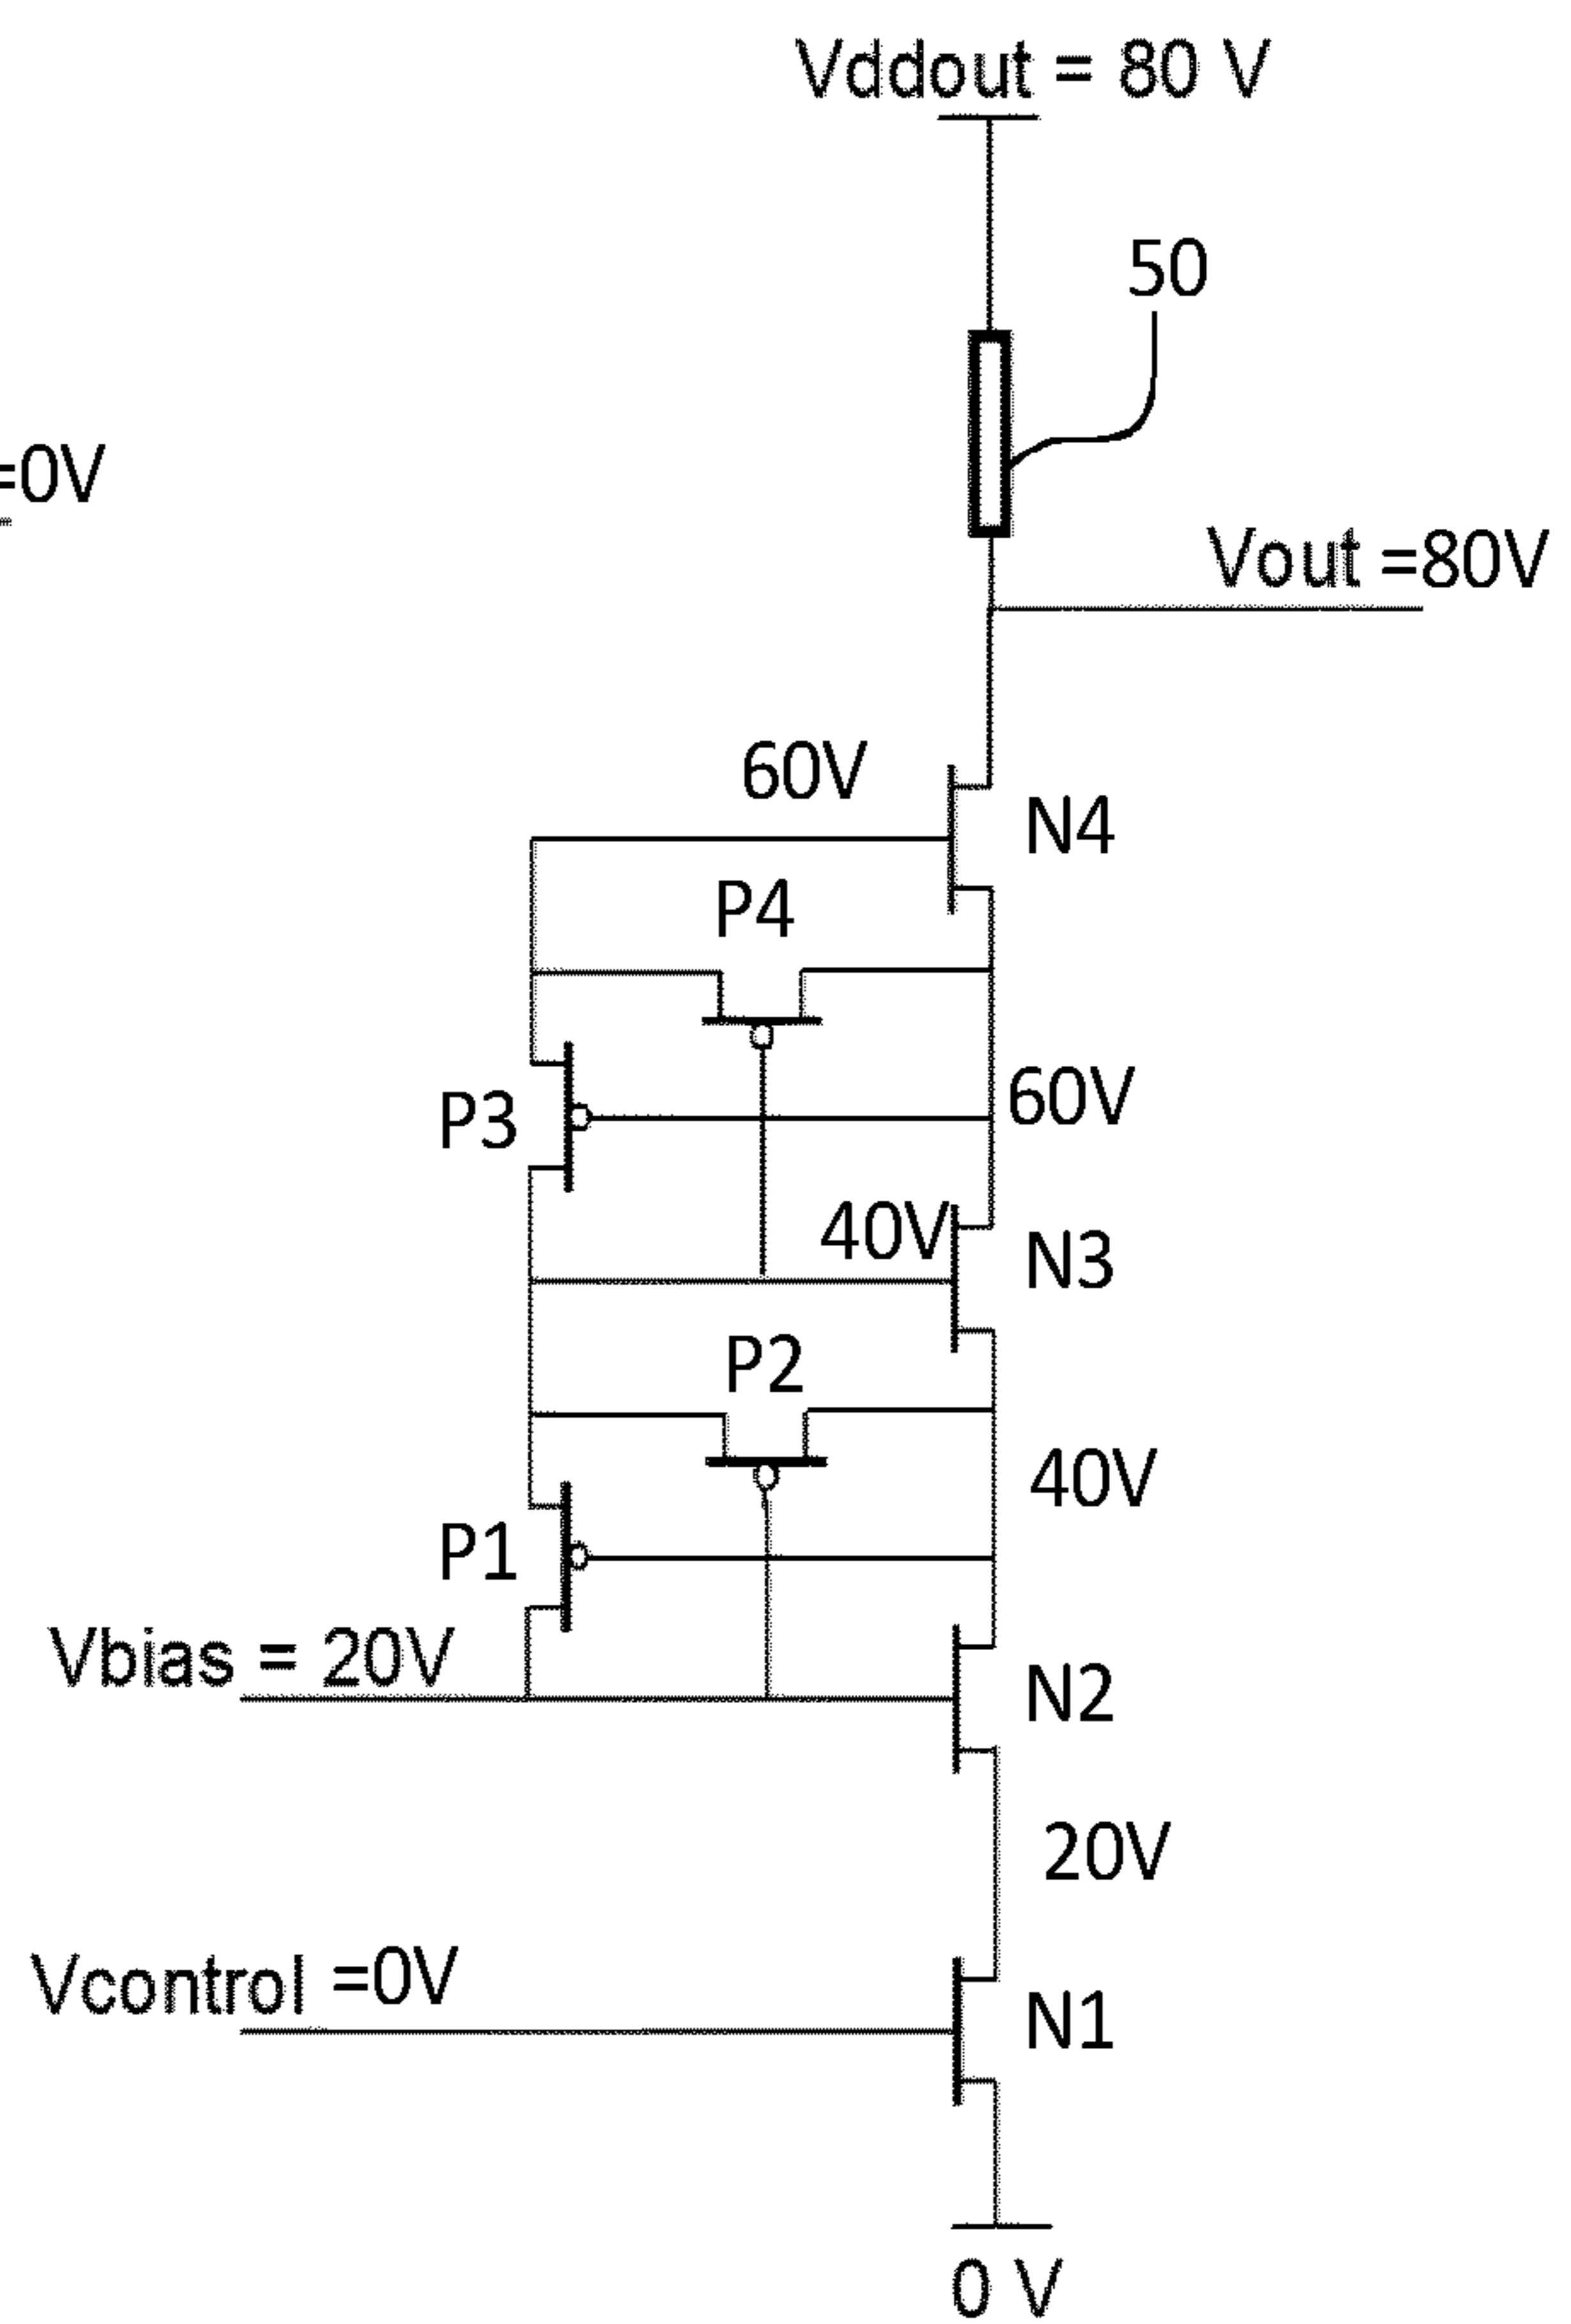 Vddout = 80 V
50
=0V
Vout =80V
60V
N4
P4
P3
60V
40V
N3
P2
40V
P1
Vbias = 20V
N2
20V
Vcontrol =0V
N1
0 V